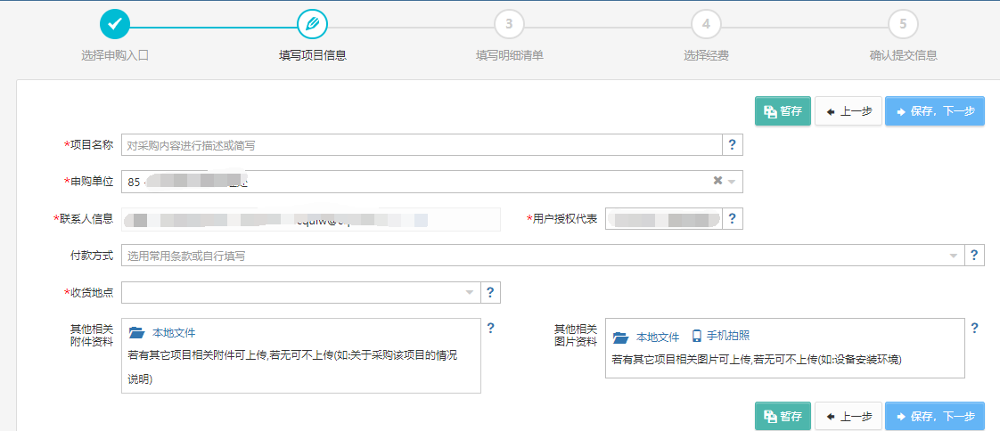 3
4
5
选择申购入口
填写项目信息
填写明细清单
选择经费
确认提交信息
暂存
上一步
保存，下一步
*项目名称
对采购内容进行描述或简写
?
*申购单位
85 -
*联系人信息
*用户授权代表
?
付款方式
选用常用条款或自行填写
?
*收货地点
?
其他相关
附件资料
本地文件
若有其它项目相关附件可上传,若无可不上传(如:关于采购该项目的情况
说明)
?
其他相关
图片资料
本地文件
手机拍照
若有其它项目相关图片可上传,若无可不上传(如:设备安装环境)
?
暂存
上一步
保存，下一步